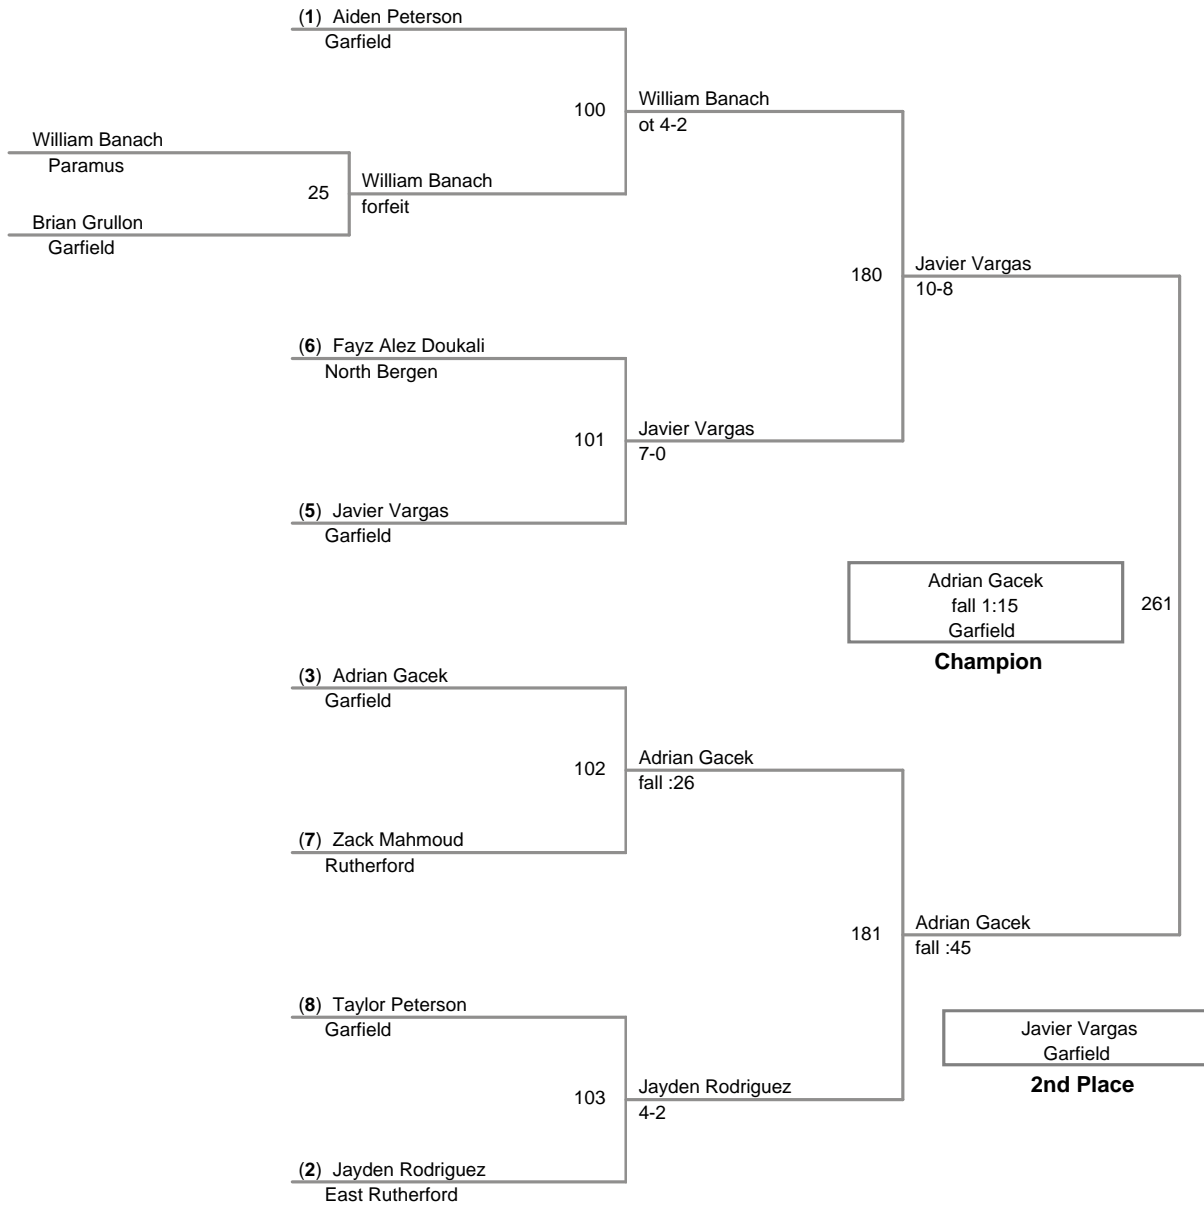 (1) Aiden Peterson
Garfield
100
William Banach
ot 4-2
William Banach
Paramus
25
William Banach
forfeit
Brian Grullon
Garfield
180
Javier Vargas
10-8
(6) Fayz Alez Doukali
North Bergen
101
Javier Vargas
7-0
(5) Javier Vargas
Garfield
Adrian Gacek
fall 1:15
Garfield
Champion
261
(3) Adrian Gacek
Garfield
102
Adrian Gacek
fall :26
(7) Zack Mahmoud
Rutherford
181
Adrian Gacek
fall :45
(8) Taylor Peterson
Garfield
Javier Vargas
Garfield
2nd Place
103
Jayden Rodriguez
4-2
(2) Jayden Rodriguez
East Rutherford